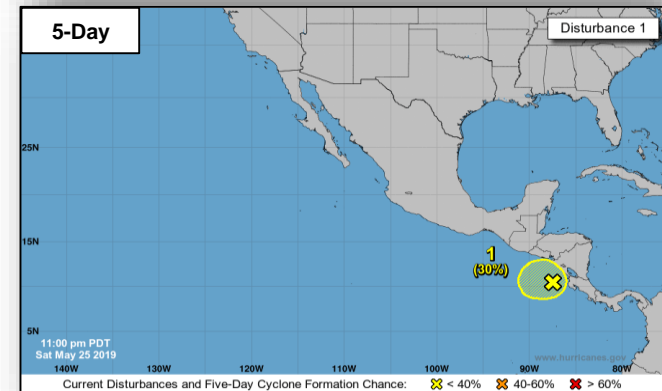 5-Day
Disturbance 1
25N
15N
1
(30%)
5N
11:00 pm PDT
Sat May 25 2019
www.hurricanes.gov
140W 130W 120W 110W 100W 90W 80W
Current Disturbances and Five-Day Cyclone Formation Chance: < 40% 40-60% > 60%